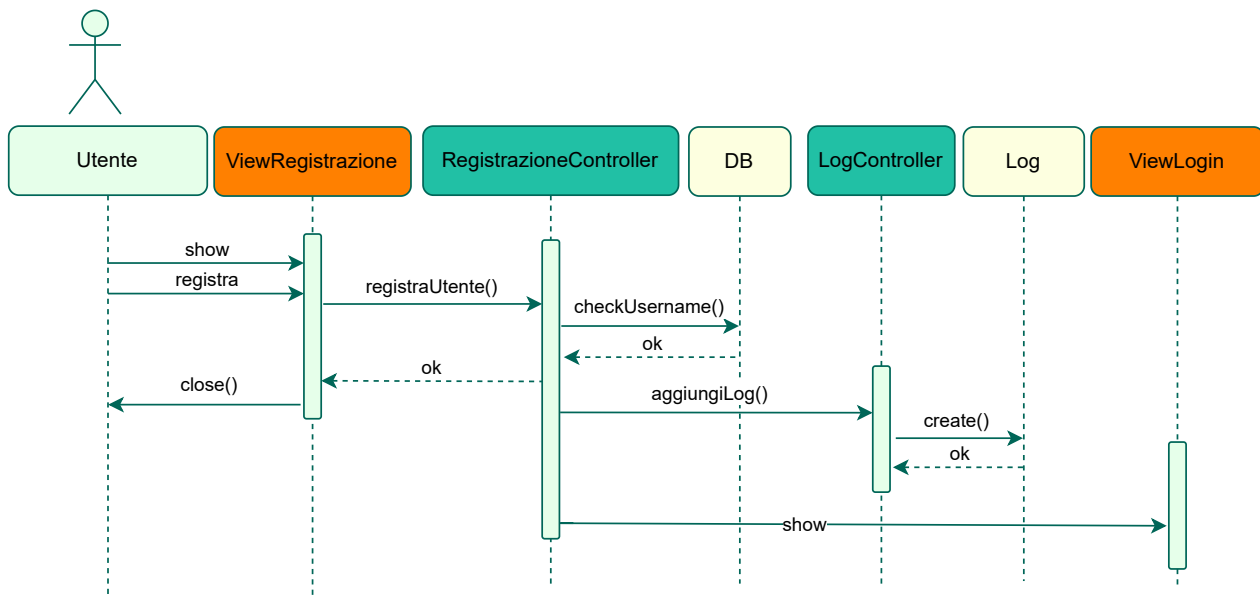 Utente
ViewRegistrazione
RegistrazioneController
DB
LogController
Log
ViewLogin
show
registra
registraUtente()
checkUsername()
ok
ok
close()
aggiungiLog()
create()
ok
show